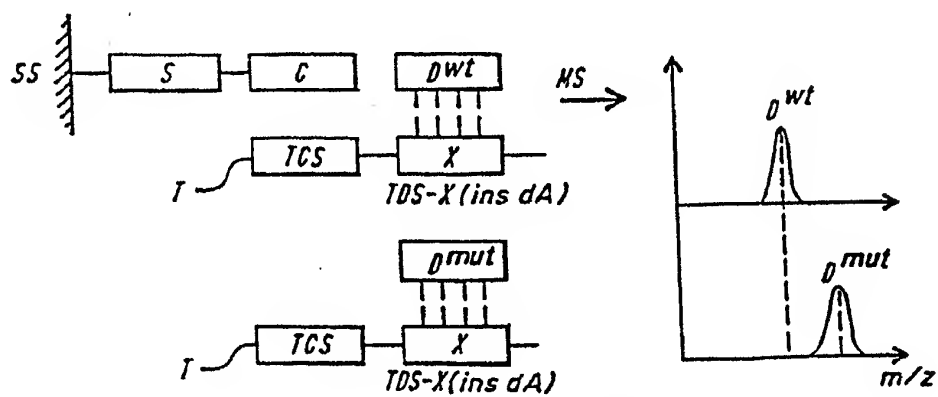 SS S C D^wt MS
T TCS X
TDS-X(ins dA)
D^wt
D^mut
T TCS X
TDS-X(ins dA)
D^mut
m/z